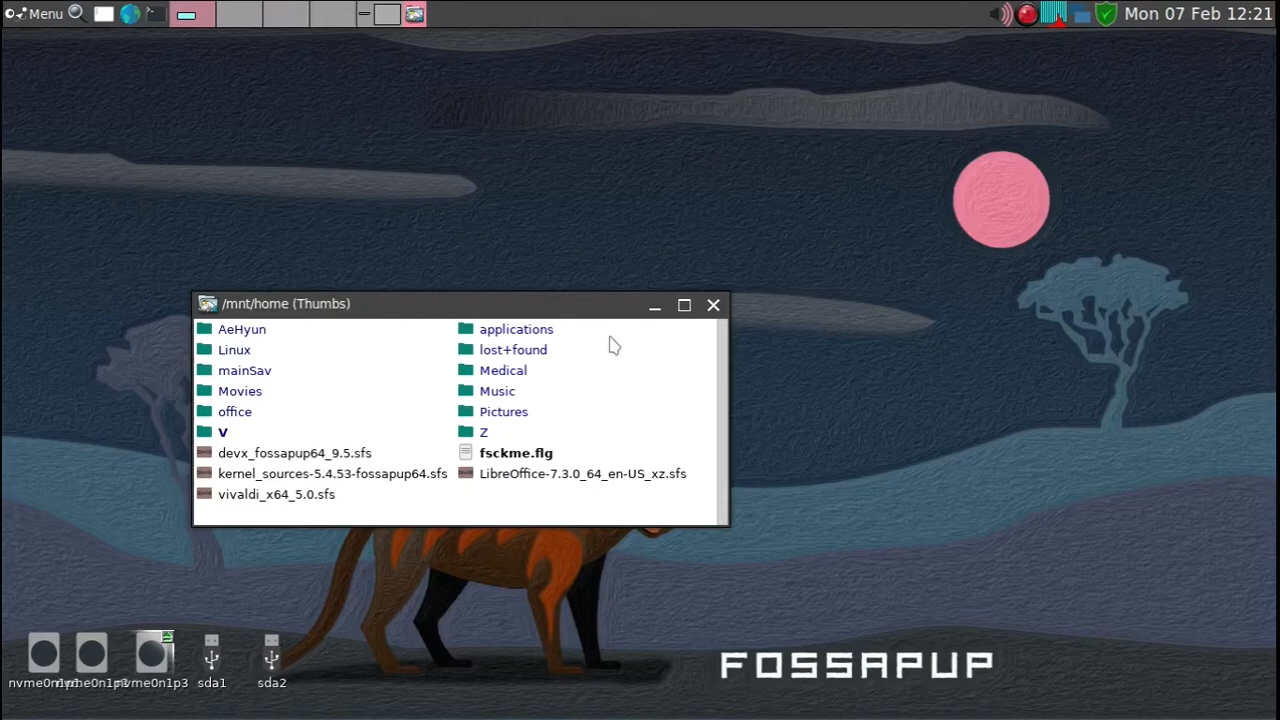 Menu
Mon 07 Feb 12:21
/mnt/home (Thumbs)
AeHyun
applications
Linux
lost+found
mainSav
Medical
Movies
Music
office
Pictures
V
Z
devx_fossapup64_9.5.sfs
fsckme.flg
kernel_sources-5.4.53-fossapup64.sfs
LibreOffice-7.3.0_64_en-US_xz.sfs
vivaldi_x64_5.0.sfs
sda1
sda2
FOSSAPUP